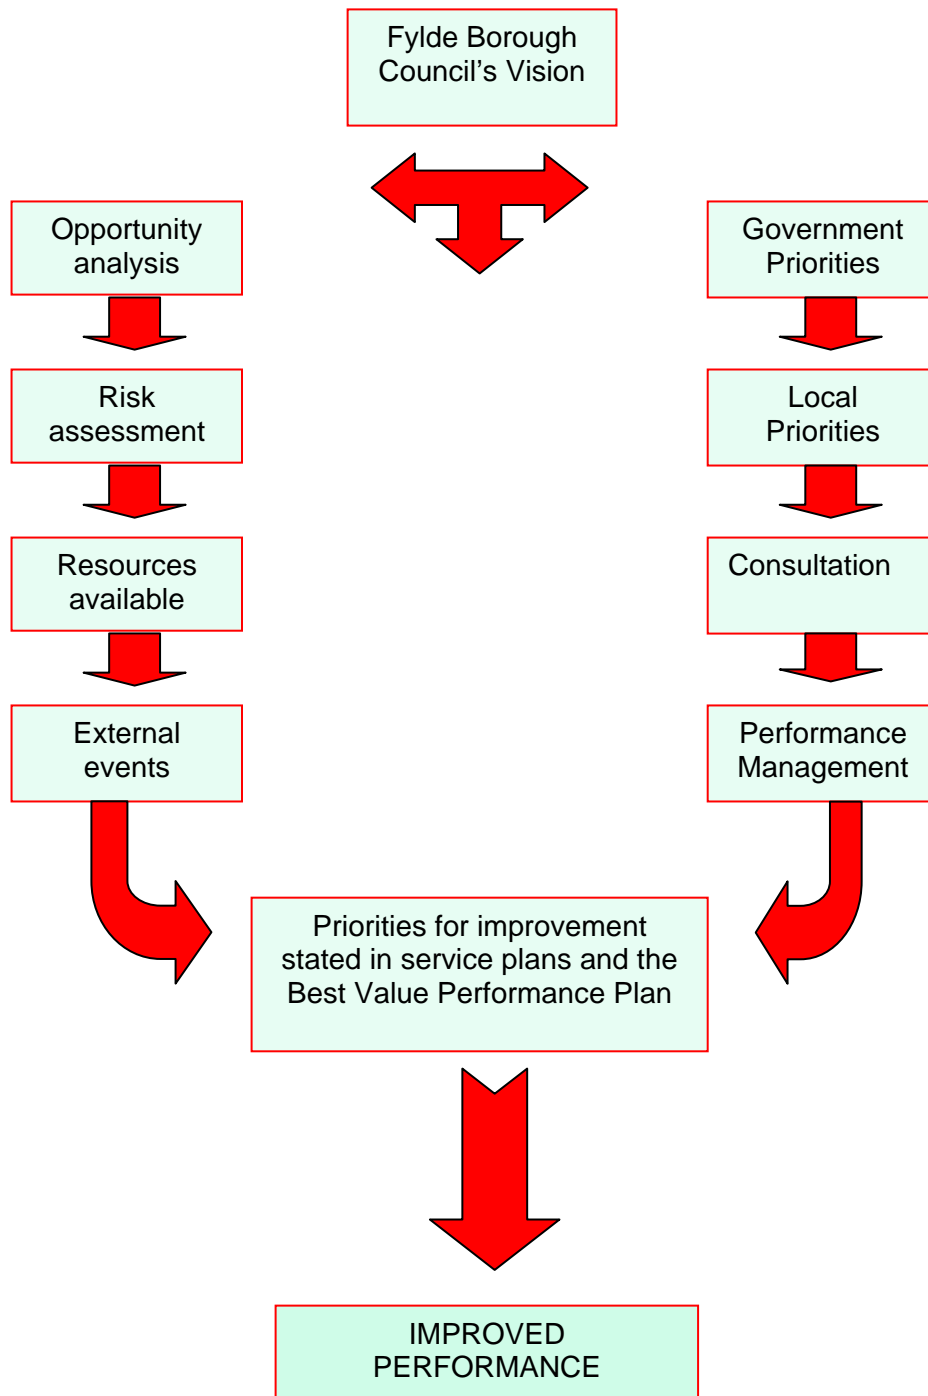 Fylde Borough
Council's Vision
Opportunity
analysis
Government
Priorities
Risk
assessment
Local
Priorities
Resources
available
Consultation
External
events
Performance
Management
Priorities for improvement
stated in service plans and the
Best Value Performance Plan
IMPROVED
PERFORMANCE